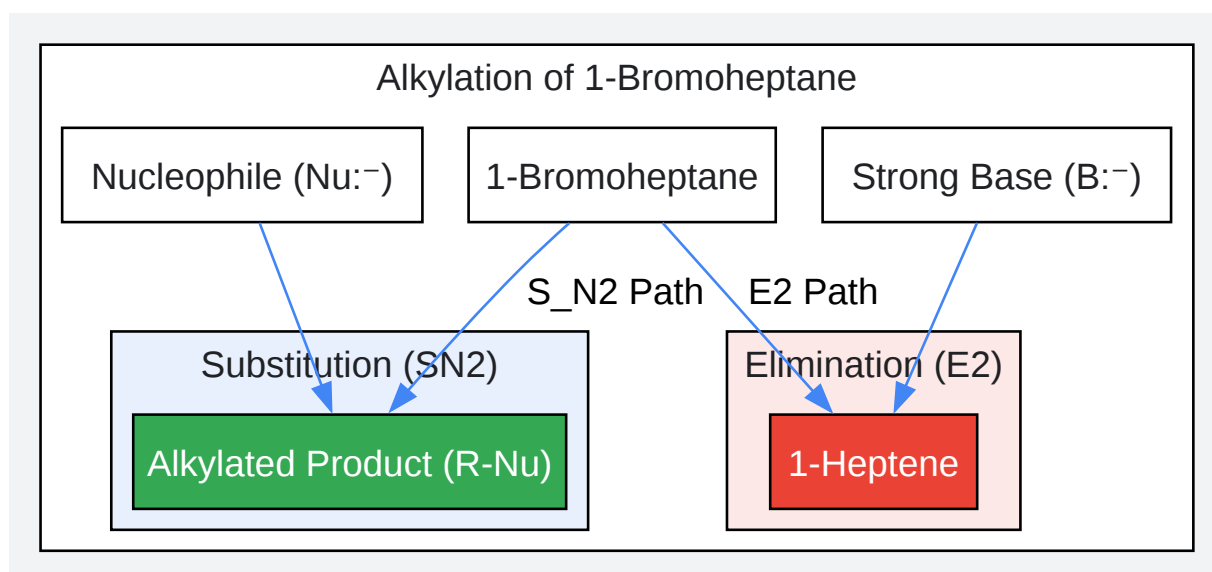 Alkylation of 1-Bromoheptane
Nucleophile (Nu:⁻)
1-Bromoheptane
Strong Base (B:⁻)
S_N2 Path
E2 Path
Substitution (SN2)
Elimination (E2)
Alkylated Product (R-Nu)
1-Heptene